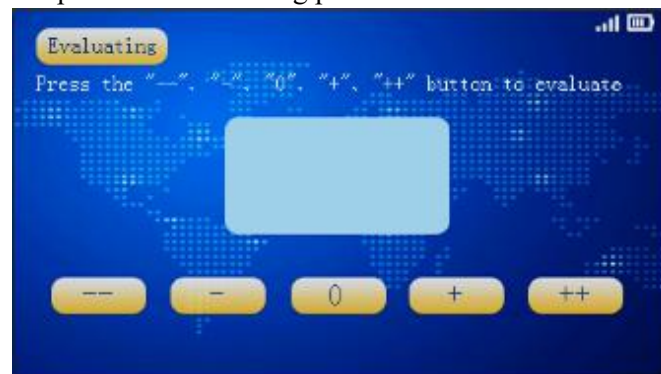 Evaluating
Press the "--"、"-"、"0"、"+"、"++" button to evaluate
--
-
0
+
++